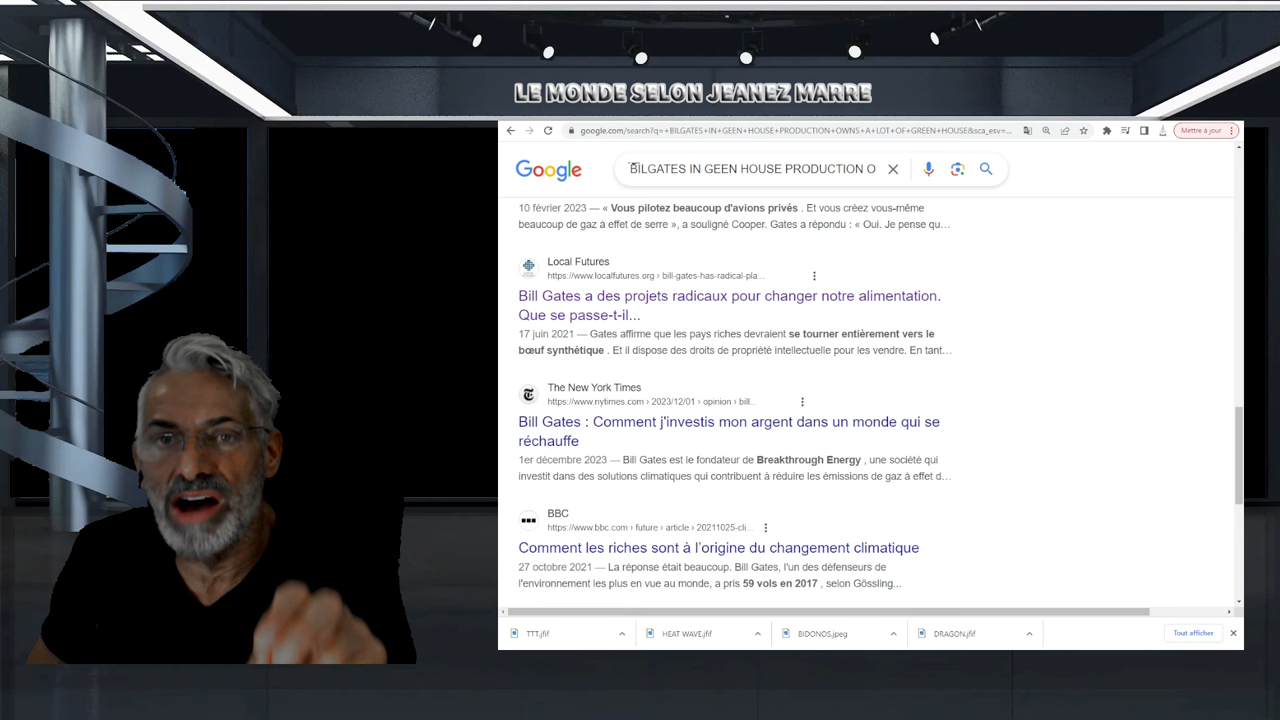 LE MONDE SELON JEANEZ MARRE
google.com/search?q=+BILGATES+IN+GEEN+HOUSE+PRODUCTION+OWNS+A+LOT+OF+GREEN+HOUSE&sca_esv=...
Mettre à jour
Google
BILGATES IN GEEN HOUSE PRODUCTION O
10 février 2023 — « Vous pilotez beaucoup d'avions privés . Et vous créez vous-même
beaucoup de gaz à effet de serre », a souligné Cooper. Gates a répondu : « Oui. Je pense qu...
Local Futures
https://www.localfutures.org › bill-gates-has-radical-pla...
Bill Gates a des projets radicaux pour changer notre alimentation.
Que se passe-t-il...
17 juin 2021 — Gates affirme que les pays riches devraient se tourner entièrement vers le
bœuf synthétique . Et il dispose des droits de propriété intellectuelle pour les vendre. En tant...
The New York Times
https://www.nytimes.com › 2023/12/01 › opinion › bill...
Bill Gates : Comment j'investis mon argent dans un monde qui se
réchauffe
1er décembre 2023 — Bill Gates est le fondateur de Breakthrough Energy , une société qui
investit dans des solutions climatiques qui contribuent à réduire les émissions de gaz à effet d...
BBC
https://www.bbc.com › future › article › 20211025-cli...
Comment les riches sont à l'origine du changement climatique
27 octobre 2021 — La réponse était beaucoup. Bill Gates, l'un des défenseurs de
l'environnement les plus en vue au monde, a pris 59 vols en 2017 , selon Gössling...
TTT.jfif
HEAT WAVE.jfif
BIDONOS.jpeg
DRAGON.jfif
Tout afficher